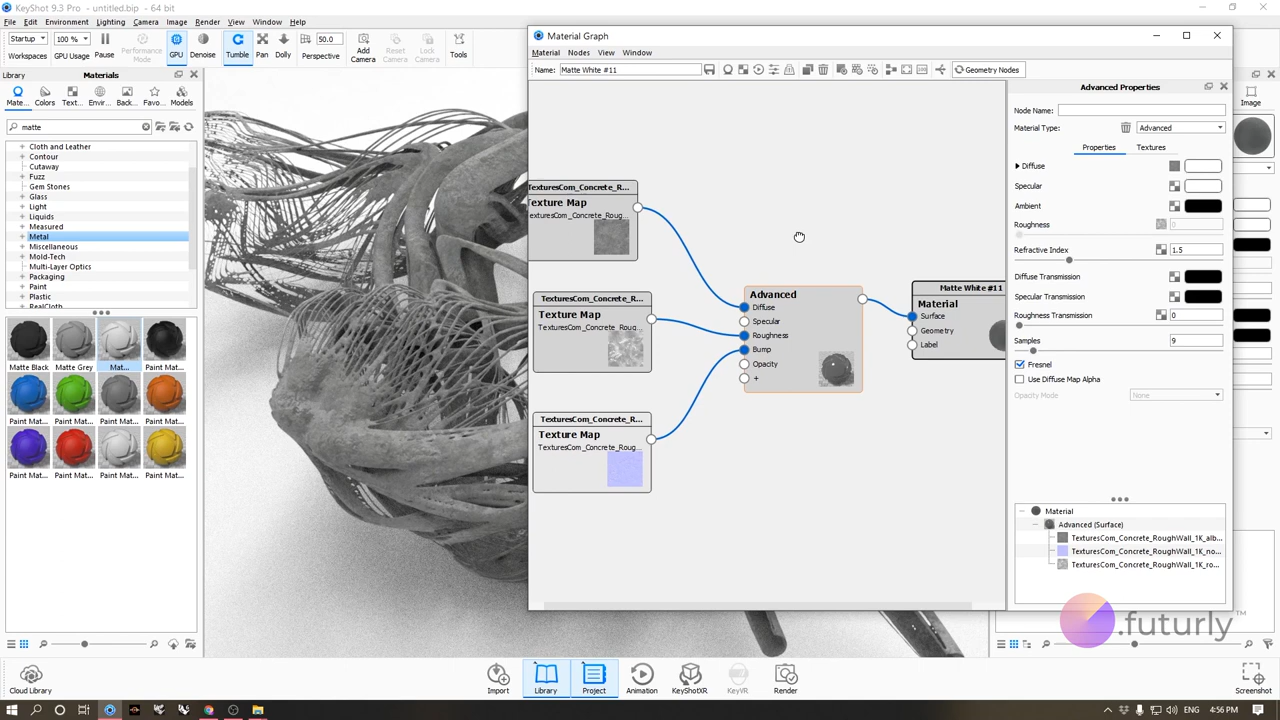 KeyShot 9.3 Pro - untitled.bip - 64 bit
File Edit Environment Lighting Camera Image Render View Window Help
Startup 100 % 50.0
Workspaces GPU Usage Pause Performance Mode GPU Denoise Tumble Pan Dolly Perspective Add Camera Reset Camera Lock Camera Tools
Library Materials
Mate... Colors Text... Envir... Back... Favo... Models
matte
Cloth and Leather
Contour
Cutaway
Fuzz
Gem Stones
Glass
Light
Liquids
Measured
Metal
Miscellaneous
Mold-Tech
Multi-Layer Optics
Packaging
Paint
Plastic
RealCloth
Matte Black Matte Grey Mat... Paint Mat...
Paint Mat... Paint Mat... Paint Mat... Paint Mat...
Paint Mat... Paint Mat... Paint Mat... Paint Mat...
Material Graph
Material Nodes View Window
Name: Matte White #11 Geometry Nodes
TexturesCom_Concrete_R...
Texture Map
TexturesCom_Concrete_Roug...
TexturesCom_Concrete_R...
Texture Map
TexturesCom_Concrete_Roug...
TexturesCom_Concrete_R...
Texture Map
TexturesCom_Concrete_Roug...
Advanced
Diffuse
Specular
Roughness
Bump
Opacity
+
Matte White #11
Material
Surface
Geometry
Label
Advanced Properties
Node Name:
Material Type: Advanced
Properties Textures
Diffuse
Specular
Ambient
Roughness
Refractive Index 1.5
Diffuse Transmission
Specular Transmission
Roughness Transmission 0
Samples 9
Fresnel
Use Diffuse Map Alpha
Opacity Mode None
Material
Advanced (Surface)
TexturesCom_Concrete_RoughWall_1K_alb...
TexturesCom_Concrete_RoughWall_1K_no...
TexturesCom_Concrete_RoughWall_1K_ro...
Image
.futurly™
Cloud Library Import Library Project Animation KeyShotXR KeyVR Render Screenshot
ENG 4:56 PM